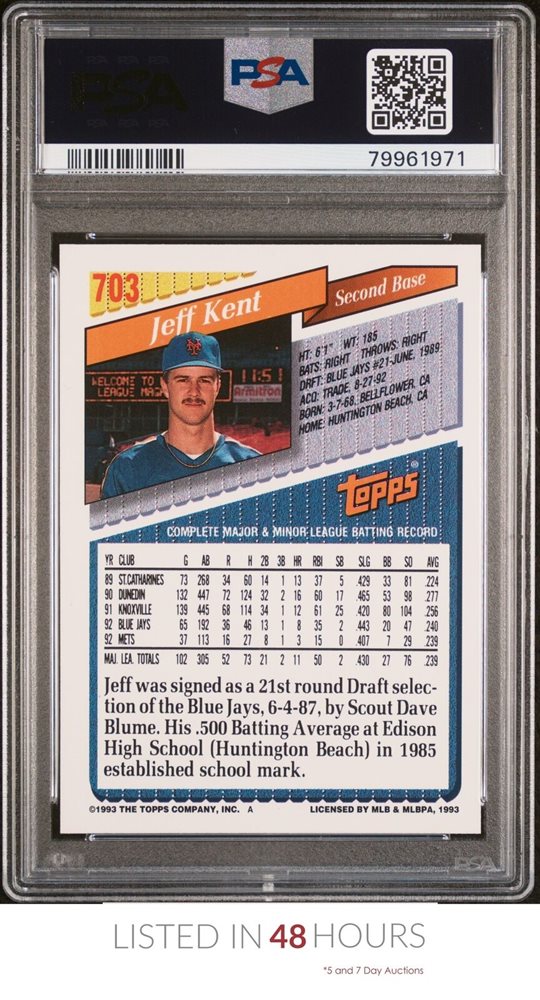 PSA
PSA
79961971
703
Jeff Kent
Second Base
HT: 6'1" WT: 185
BATS: RIGHT THROWS: RIGHT
DRFT: BLUE JAYS #21-JUNE, 1989
ACQ: TRADE, 8-27-92
BORN: 3-7-68, BELLFLOWER, CA
HOME: HUNTINGTON BEACH, CA
WELCOME TO
LEAGUE
11:51
Armitron
NY
Topps®
COMPLETE MAJOR & MINOR LEAGUE BATTING RECORD
YR CLUB G AB R H 2B 3B HR RBI SB SLG BB SO AVG
89 ST.CATHARINES 73 268 34 60 14 1 13 37 5 .429 33 81 .224
90 DUNEDIN 132 447 72 124 32 2 16 60 17 .465 53 98 .277
91 KNOXVILLE 139 445 68 114 34 1 12 61 25 .420 80 104 .256
92 BLUE JAYS 65 192 36 46 13 1 8 35 2 .443 20 47 .240
92 METS 37 113 16 27 8 1 3 15 0 .407 7 29 .239
MAJ. LEA. TOTALS 102 305 52 73 21 2 11 50 2 .430 27 76 .239
Jeff was signed as a 21st round Draft selec-
tion of the Blue Jays, 6-4-87, by Scout Dave
Blume. His .500 Batting Average at Edison
High School (Huntington Beach) in 1985
established school mark.
©1993 THE TOPPS COMPANY, INC. A LICENSED BY MLB & MLBPA, 1993
PSA
LISTED IN 48 HOURS
*5 and 7 Day Auctions